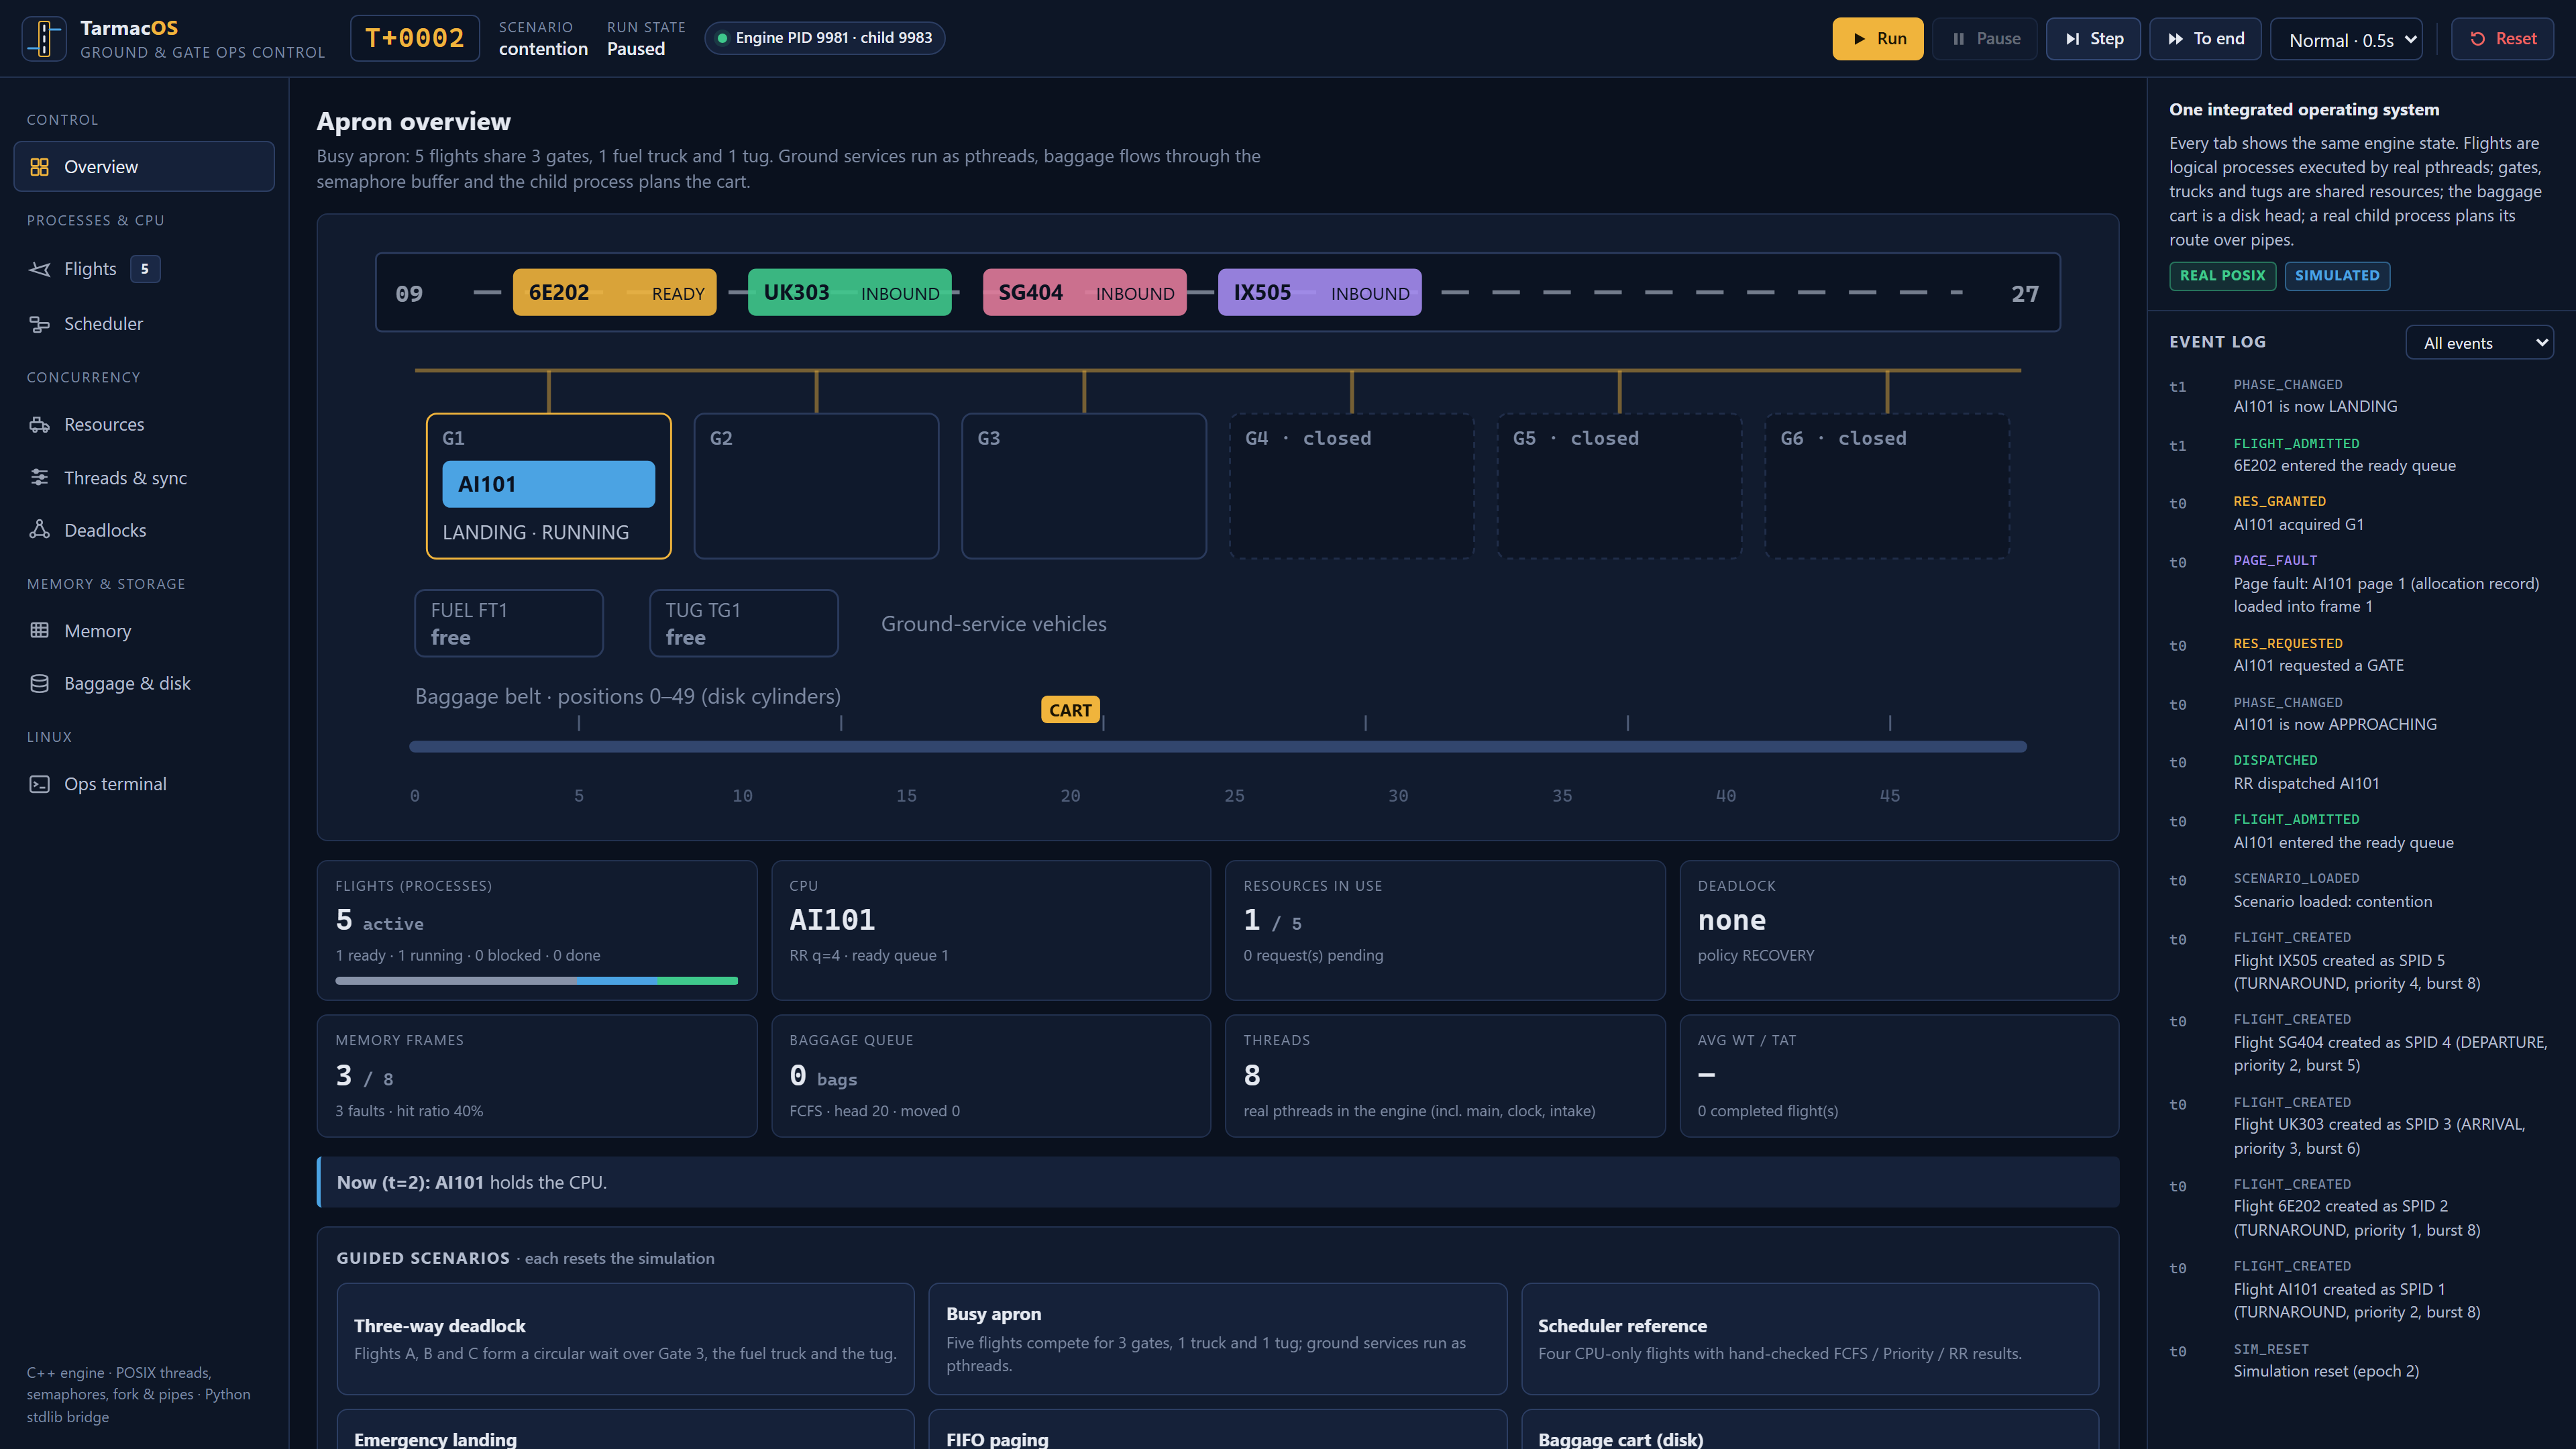 TarmacOS
GROUND & GATE OPS CONTROL
T+0002
SCENARIO
contention
RUN STATE
Paused
Engine PID 9981 · child 9983
Run
Pause
Step
To end
Normal · 0.5s
Reset
CONTROL
Overview
PROCESSES & CPU
Flights 5
Scheduler
CONCURRENCY
Resources
Threads & sync
Deadlocks
MEMORY & STORAGE
Memory
Baggage & disk
LINUX
Ops terminal
C++ engine · POSIX threads,
semaphores, fork & pipes · Python
stdlib bridge
Apron overview
Busy apron: 5 flights share 3 gates, 1 fuel truck and 1 tug. Ground services run as pthreads, baggage flows through the
semaphore buffer and the child process plans the cart.
09
6E202 READY
UK303 INBOUND
SG404 INBOUND
IX505 INBOUND
27
G1
AI101
LANDING · RUNNING
G2
G3
G4 · closed
G5 · closed
G6 · closed
FUEL FT1
free
TUG TG1
free
Ground-service vehicles
Baggage belt · positions 0–49 (disk cylinders)
CART
0 5 10 15 20 25 30 35 40 45
FLIGHTS (PROCESSES)
5 active
1 ready · 1 running · 0 blocked · 0 done
CPU
AI101
RR q=4 · ready queue 1
RESOURCES IN USE
1 / 5
0 request(s) pending
DEADLOCK
none
policy RECOVERY
MEMORY FRAMES
3 / 8
3 faults · hit ratio 40%
BAGGAGE QUEUE
0 bags
FCFS · head 20 · moved 0
THREADS
8
real pthreads in the engine (incl. main, clock, intake)
AVG WT / TAT
—
0 completed flight(s)
Now (t=2): AI101 holds the CPU.
GUIDED SCENARIOS · each resets the simulation
Three-way deadlock
Flights A, B and C form a circular wait over Gate 3, the fuel truck and the tug.
Busy apron
Five flights compete for 3 gates, 1 truck and 1 tug; ground services run as
pthreads.
Scheduler reference
Four CPU-only flights with hand-checked FCFS / Priority / RR results.
Emergency landing
FIFO paging
Baggage cart (disk)
One integrated operating system
Every tab shows the same engine state. Flights are
logical processes executed by real pthreads; gates,
trucks and tugs are shared resources; the baggage
cart is a disk head; a real child process plans its
route over pipes.
REAL POSIX
SIMULATED
EVENT LOG
All events
t1 PHASE_CHANGED
AI101 is now LANDING
t1 FLIGHT_ADMITTED
6E202 entered the ready queue
t0 RES_GRANTED
AI101 acquired G1
t0 PAGE_FAULT
Page fault: AI101 page 1 (allocation record)
loaded into frame 1
t0 RES_REQUESTED
AI101 requested a GATE
t0 PHASE_CHANGED
AI101 is now APPROACHING
t0 DISPATCHED
RR dispatched AI101
t0 FLIGHT_ADMITTED
AI101 entered the ready queue
t0 SCENARIO_LOADED
Scenario loaded: contention
t0 FLIGHT_CREATED
Flight IX505 created as SPID 5
(TURNAROUND, priority 4, burst 8)
t0 FLIGHT_CREATED
Flight SG404 created as SPID 4 (DEPARTURE,
priority 2, burst 5)
t0 FLIGHT_CREATED
Flight UK303 created as SPID 3 (ARRIVAL,
priority 3, burst 6)
t0 FLIGHT_CREATED
Flight 6E202 created as SPID 2
(TURNAROUND, priority 1, burst 8)
t0 FLIGHT_CREATED
Flight AI101 created as SPID 1
(TURNAROUND, priority 2, burst 8)
t0 SIM_RESET
Simulation reset (epoch 2)